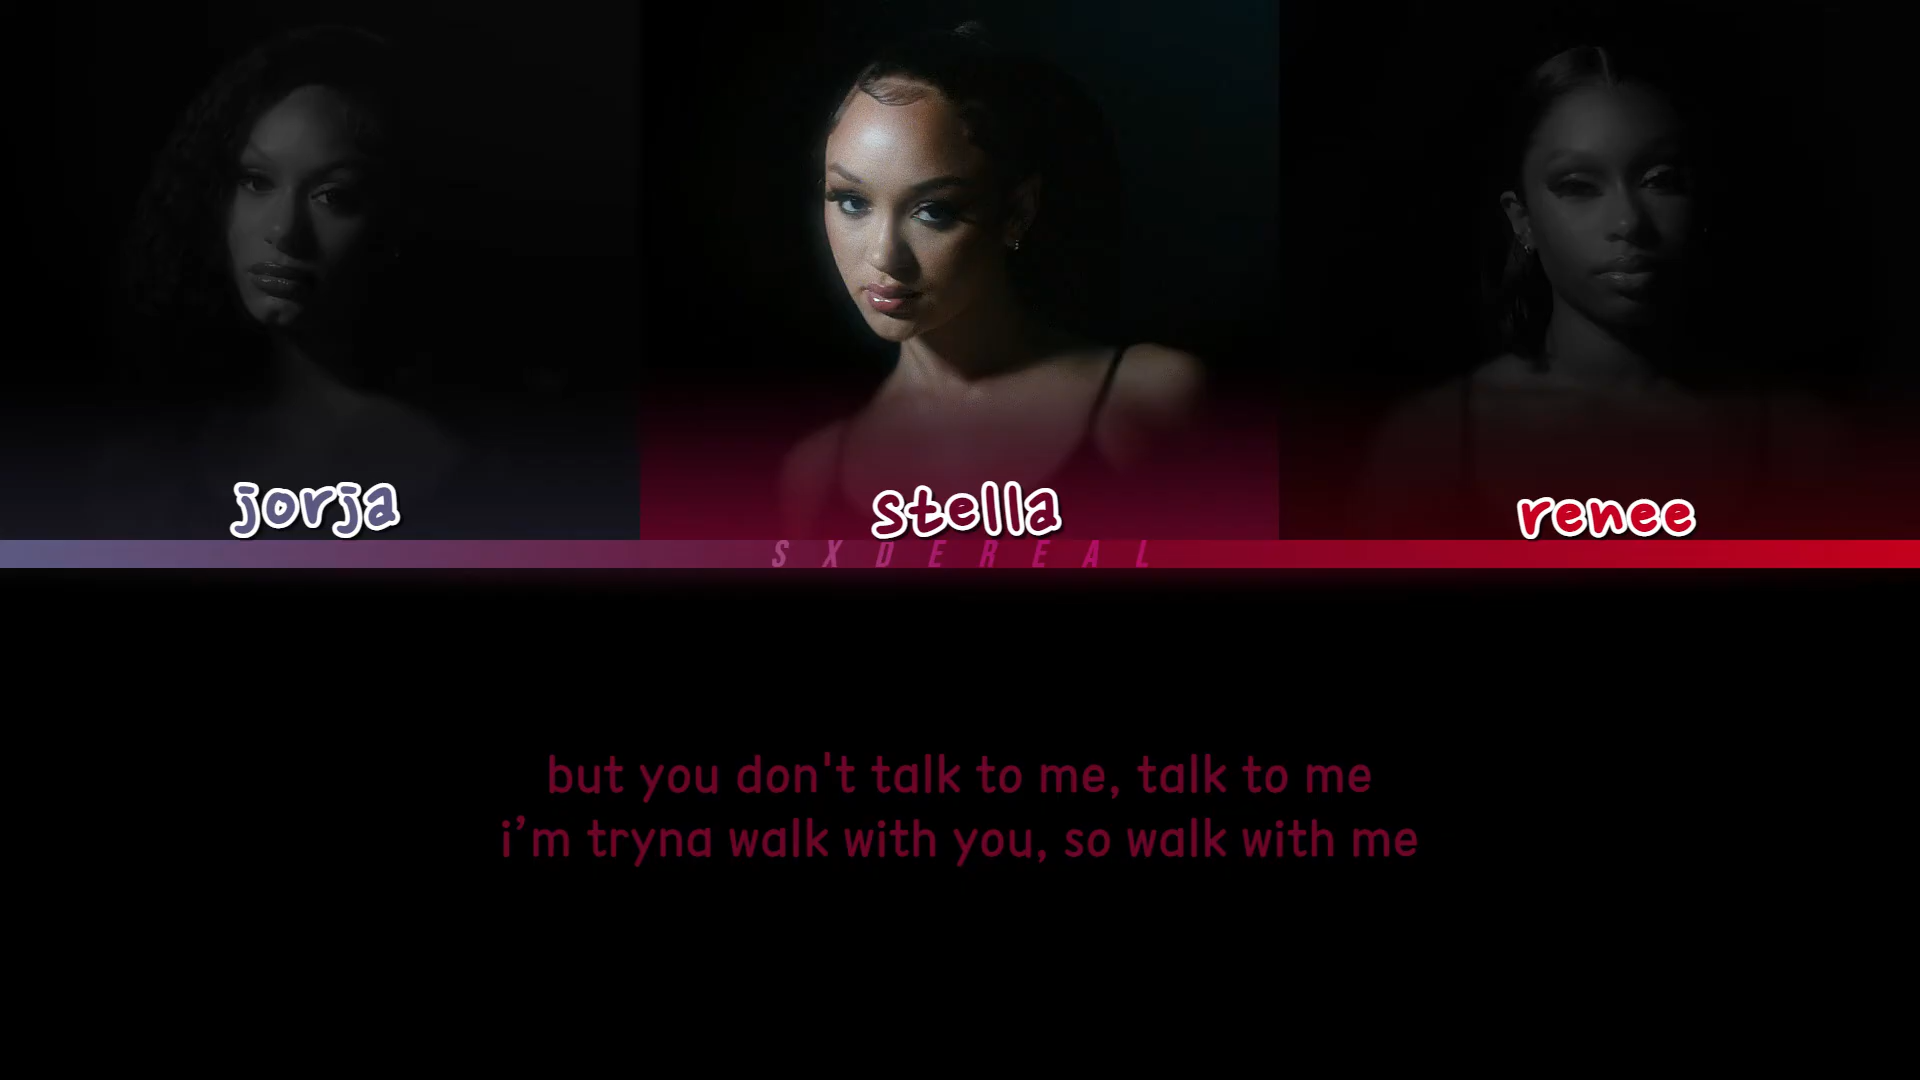 jorja
stella
renee
SXDEREAL
but you don't talk to me, talk to me
i’m tryna walk with you, so walk with me